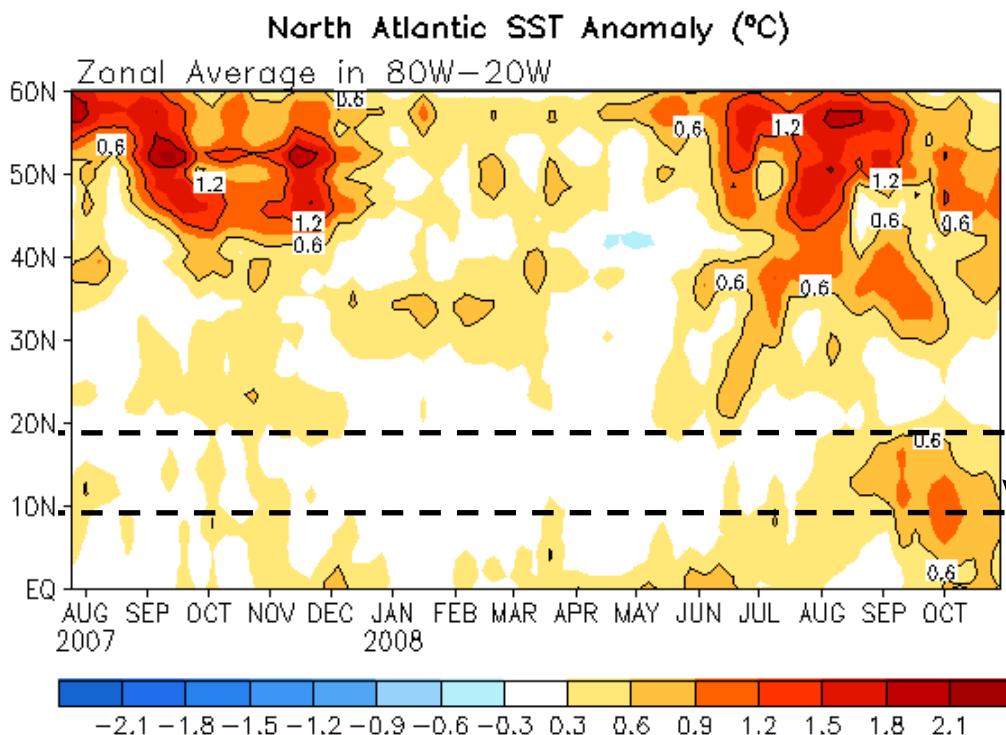 North Atlantic SST Anomaly (ºC)
Zonal Average in 80W−20W
60N
50N
40N
30N
20N
10N
EQ
0.6
0.6
1.2
1.2
0.6
0.6
1.2
1.2
0.6
0.6
0.6
0.6
0.6
0.6
AUG SEP OCT NOV DEC JAN FEB MAR APR MAY JUN JUL AUG SEP OCT
2007 2008
−2.1 −1.8 −1.5 −1.2 −0.9 −0.6 −0.3 0.3 0.6 0.9 1.2 1.5 1.8 2.1